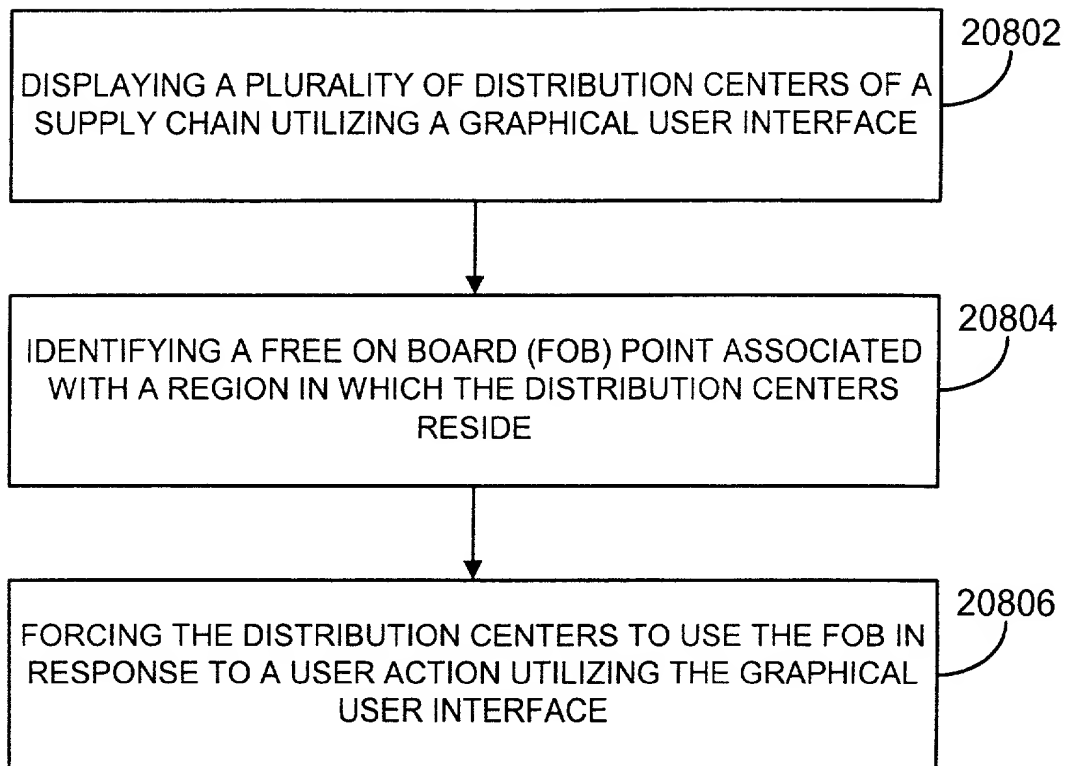 20802
DISPLAYING A PLURALITY OF DISTRIBUTION CENTERS OF A
SUPPLY CHAIN UTILIZING A GRAPHICAL USER INTERFACE
20804
IDENTIFYING A FREE ON BOARD (FOB) POINT ASSOCIATED
WITH A REGION IN WHICH THE DISTRIBUTION CENTERS
RESIDE
20806
FORCING THE DISTRIBUTION CENTERS TO USE THE FOB IN
RESPONSE TO A USER ACTION UTILIZING THE GRAPHICAL
USER INTERFACE